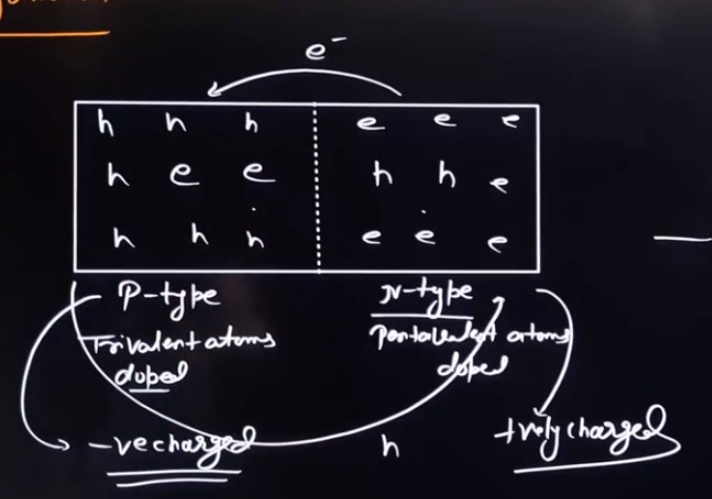 e⁻
h h h e e e
h e e h h e
h h h e e e
P-type N-type
Trivalent atoms Pentavalent atoms
doped doped
-ve charged h +vely charged